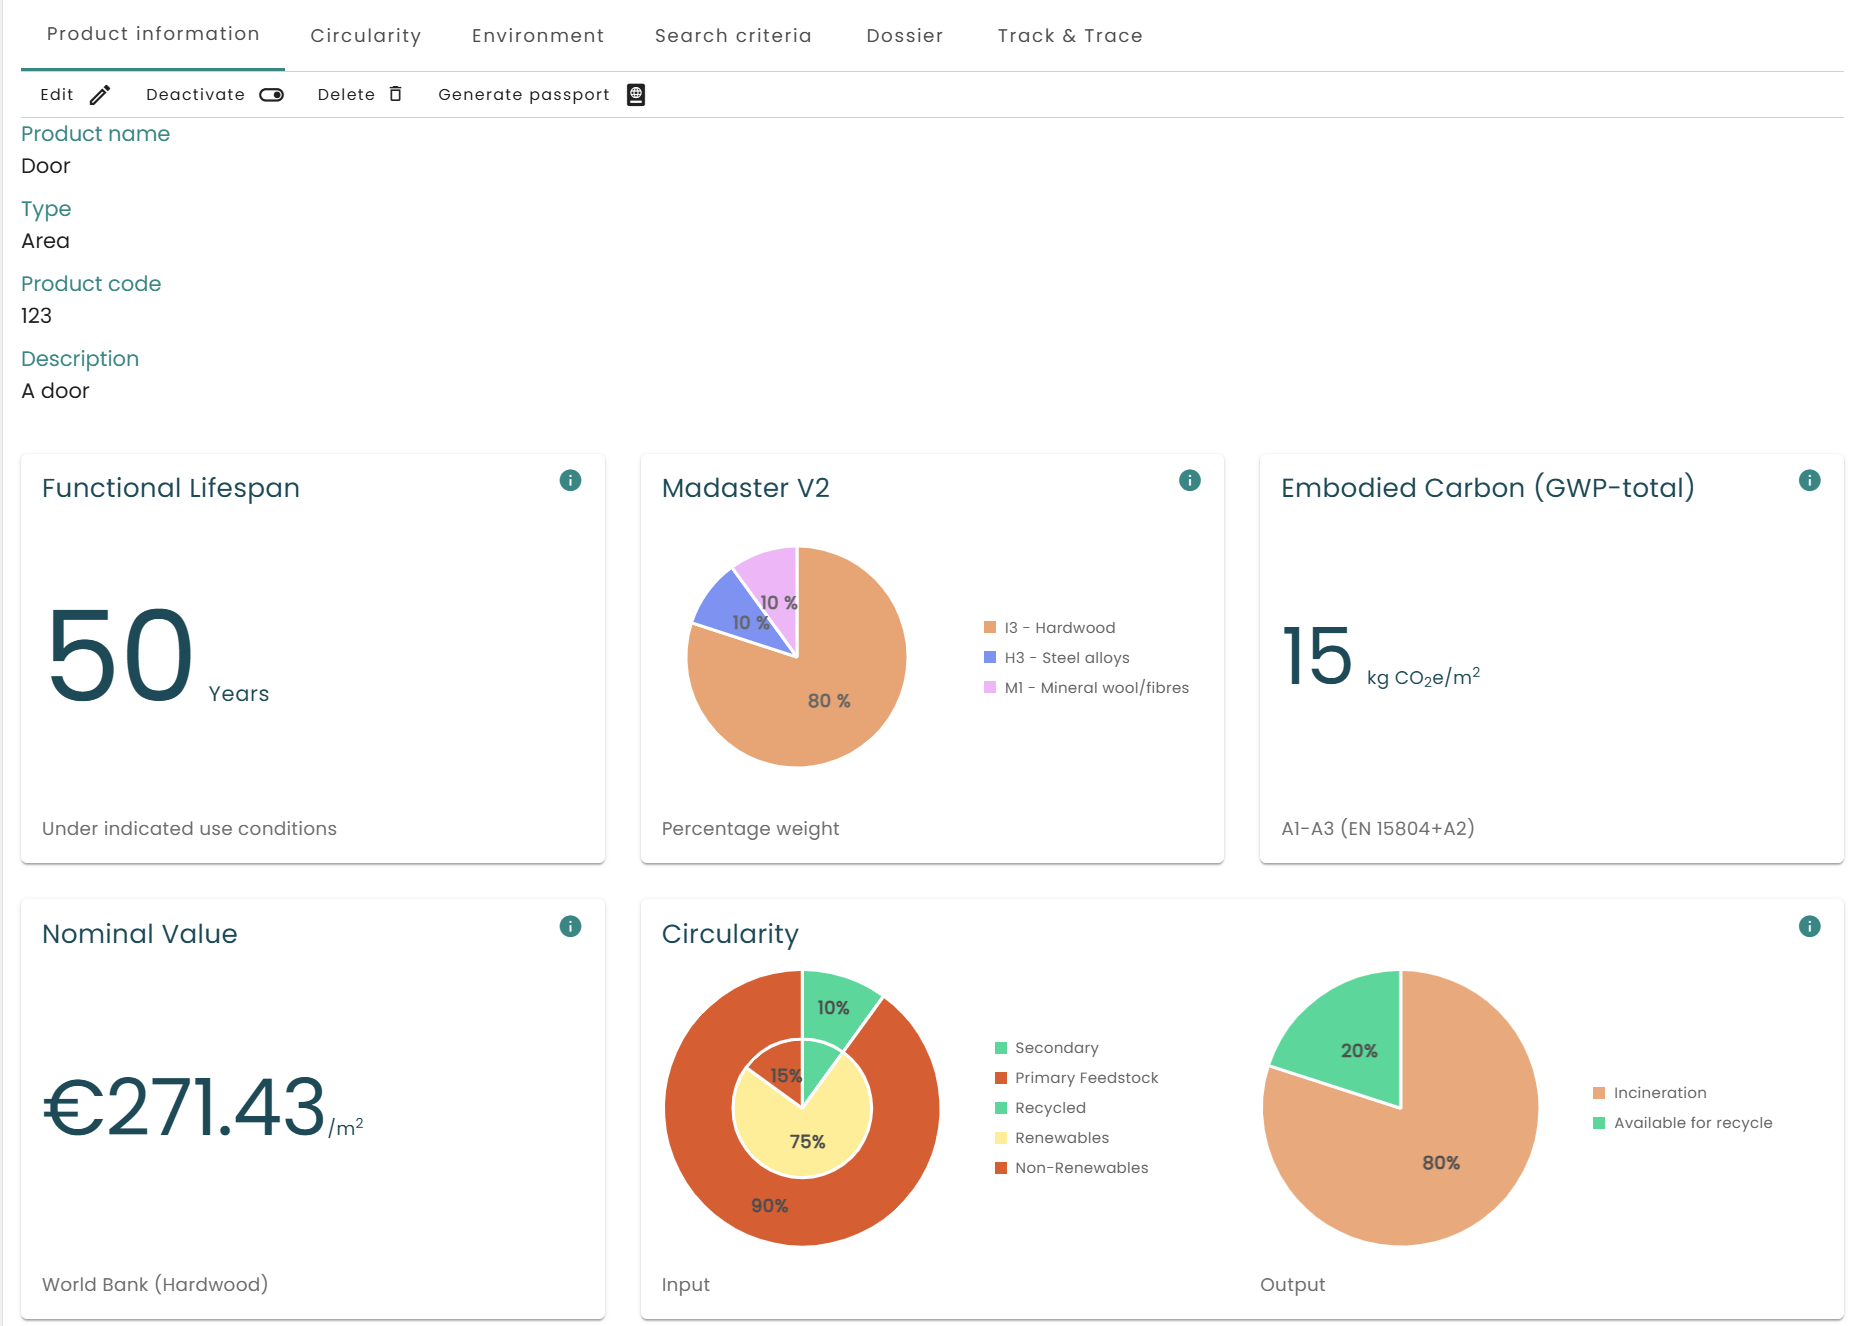 Product information
Circularity
Environment
Search criteria
Dossier
Track & Trace
Edit
Deactivate
Delete
Generate passport
Product name
Door
Type
Area
Product code
123
Description
A door
Functional Lifespan
50 Years
Under indicated use conditions
Madaster V2
10 %
10 %
80 %
I3 - Hardwood
H3 - Steel alloys
M1 - Mineral wool/fibres
Percentage weight
Embodied Carbon (GWP-total)
15 kg CO₂e/m²
A1-A3 (EN 15804+A2)
Nominal Value
€271.43/m²
World Bank (Hardwood)
Circularity
10%
15%
75%
90%
Secondary
Primary Feedstock
Recycled
Renewables
Non-Renewables
Input
20%
80%
Incineration
Available for recycle
Output